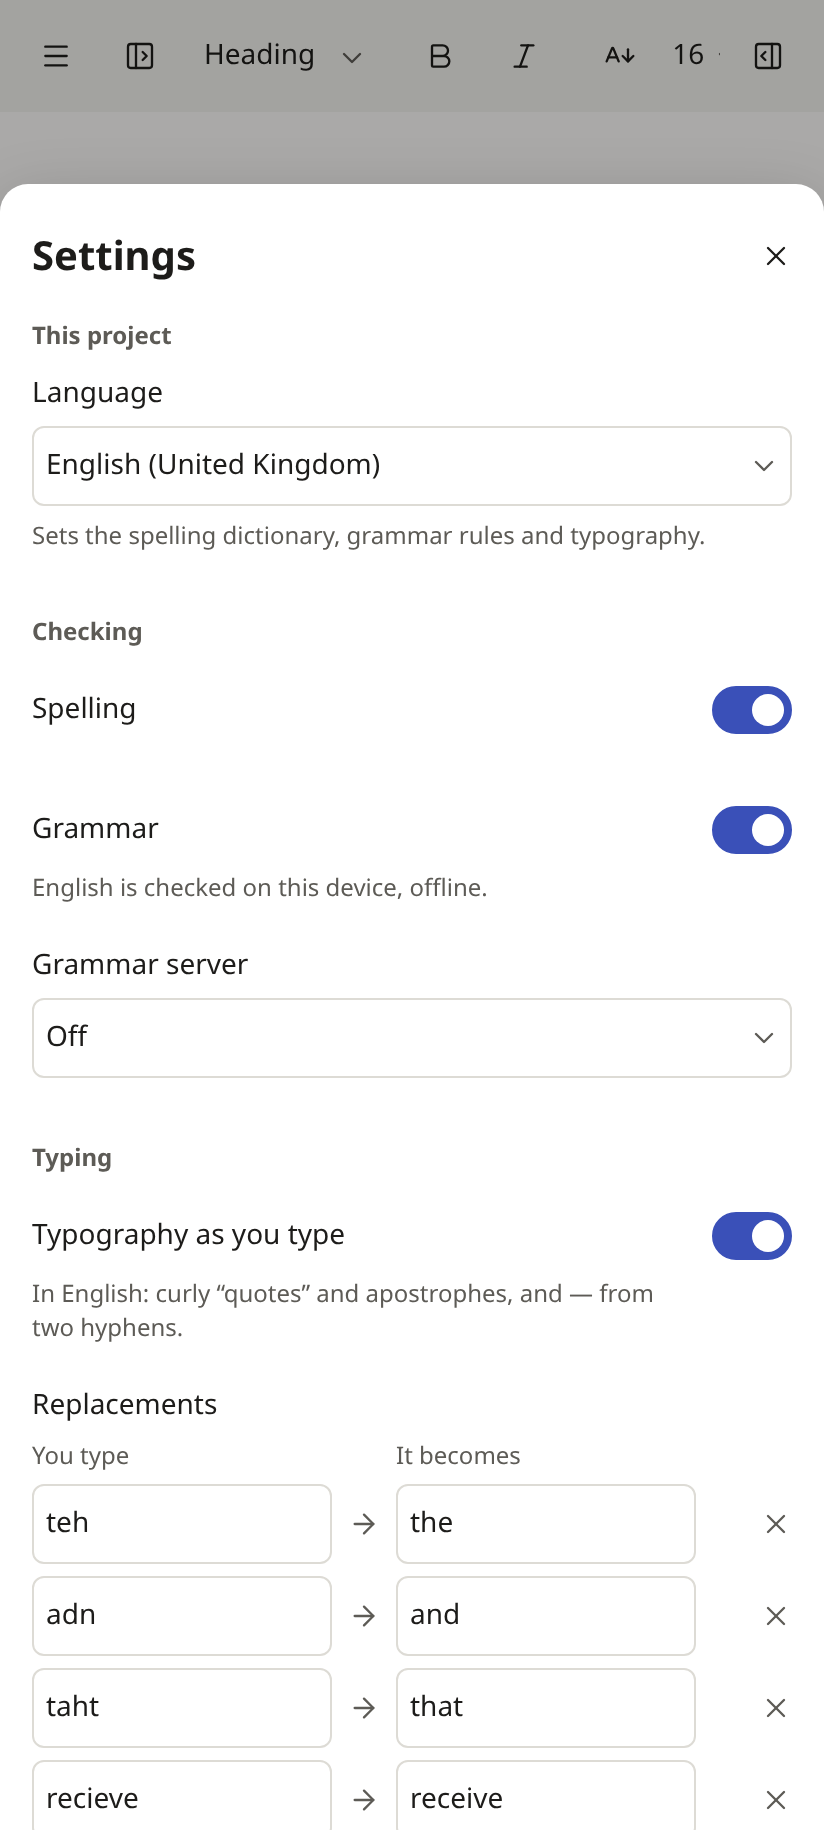 Heading
B I A 16
Settings
This project
Language
English (United Kingdom)
Sets the spelling dictionary, grammar rules and typography.
Checking
Spelling
Grammar
English is checked on this device, offline.
Grammar server
Off
Typing
Typography as you type
In English: curly “quotes” and apostrophes, and — from
two hyphens.
Replacements
You type It becomes
teh → the
adn → and
taht → that
recieve → receive